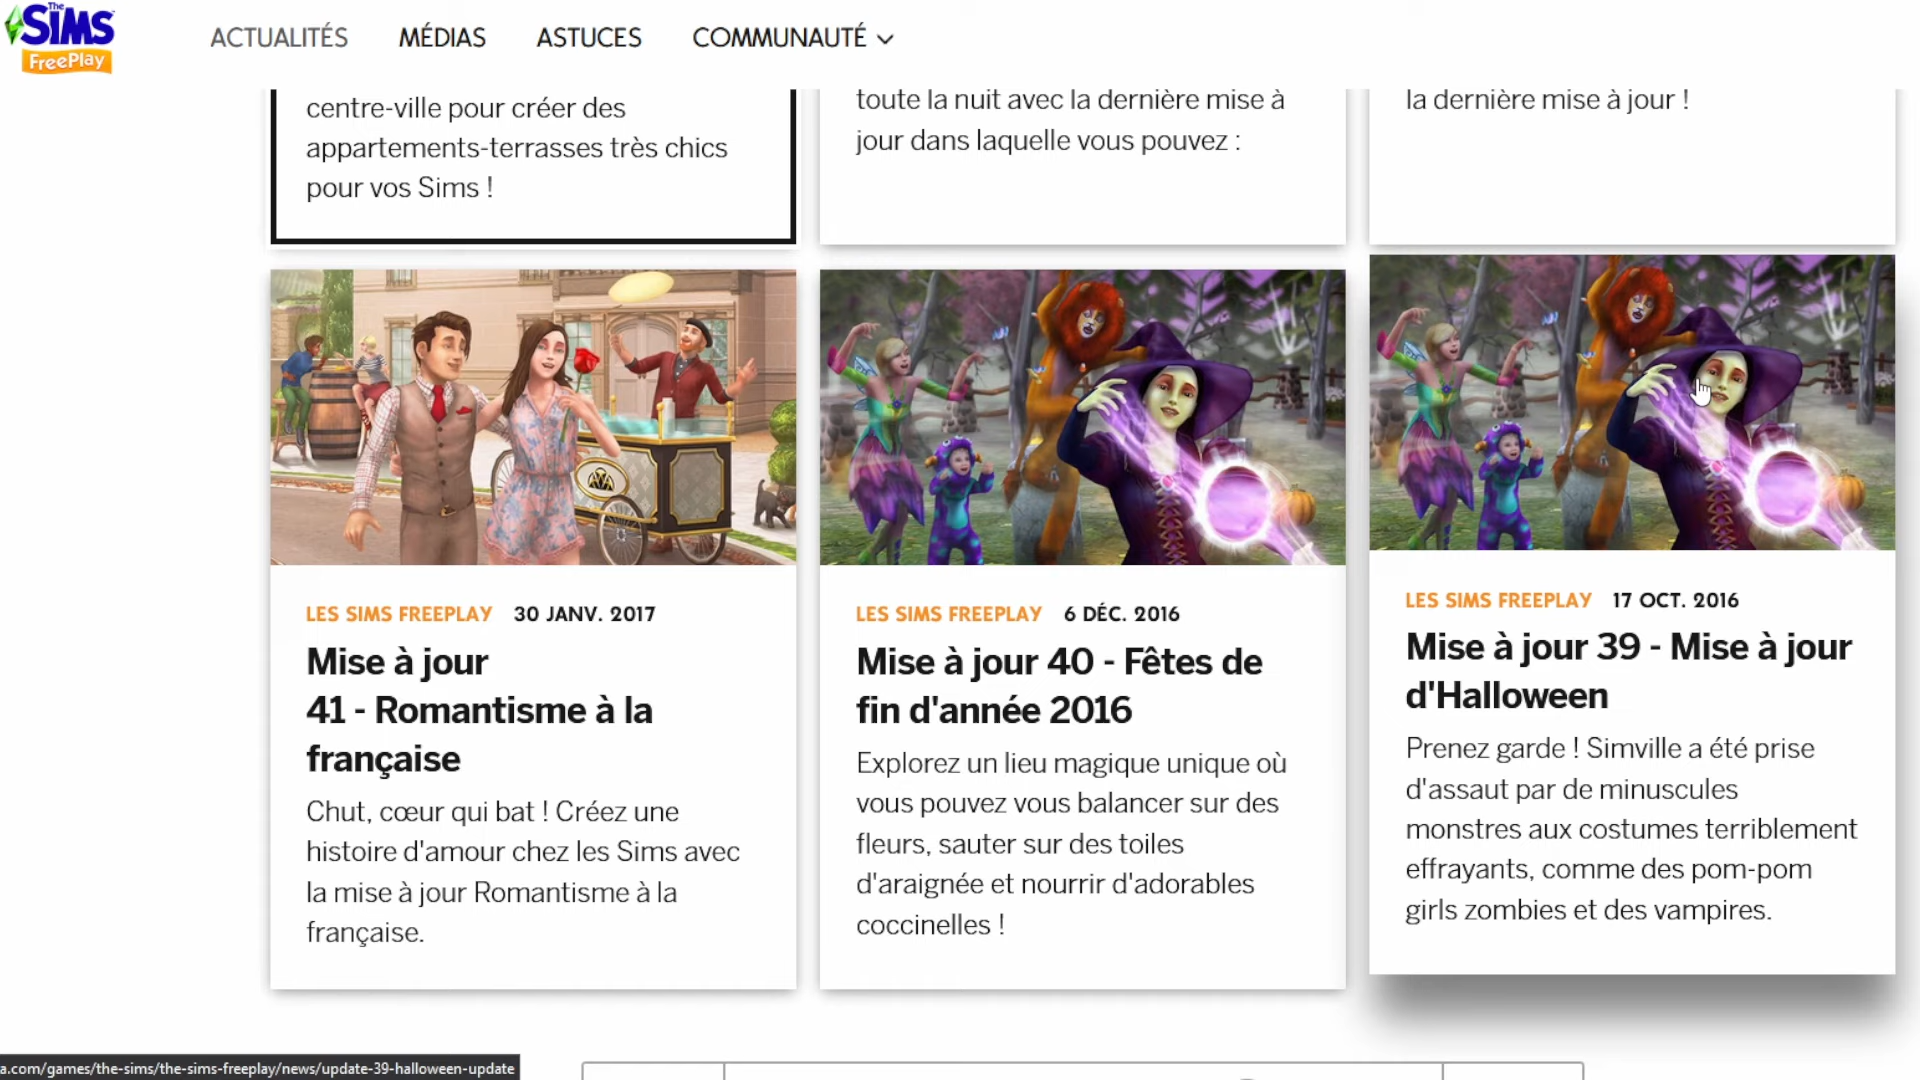 The SiMS
FreePlay
ACTUALITÉS
MÉDIAS
ASTUCES
COMMUNAUTÉ
centre-ville pour créer des
appartements-terrasses très chics
pour vos Sims !
toute la nuit avec la dernière mise à
jour dans laquelle vous pouvez :
la dernière mise à jour !
LES SIMS FREEPLAY 30 JANV. 2017
Mise à jour
41 - Romantisme à la
française
Chut, cœur qui bat ! Créez une
histoire d'amour chez les Sims avec
la mise à jour Romantisme à la
française.
LES SIMS FREEPLAY 6 DÉC. 2016
Mise à jour 40 - Fêtes de
fin d'année 2016
Explorez un lieu magique unique où
vous pouvez vous balancer sur des
fleurs, sauter sur des toiles
d'araignée et nourrir d'adorables
coccinelles !
LES SIMS FREEPLAY 17 OCT. 2016
Mise à jour 39 - Mise à jour
d'Halloween
Prenez garde ! Simville a été prise
d'assaut par de minuscules
monstres aux costumes terriblement
effrayants, comme des pom-pom
girls zombies et des vampires.
a.com/games/the-sims/the-sims-freeplay/news/update-39-halloween-update